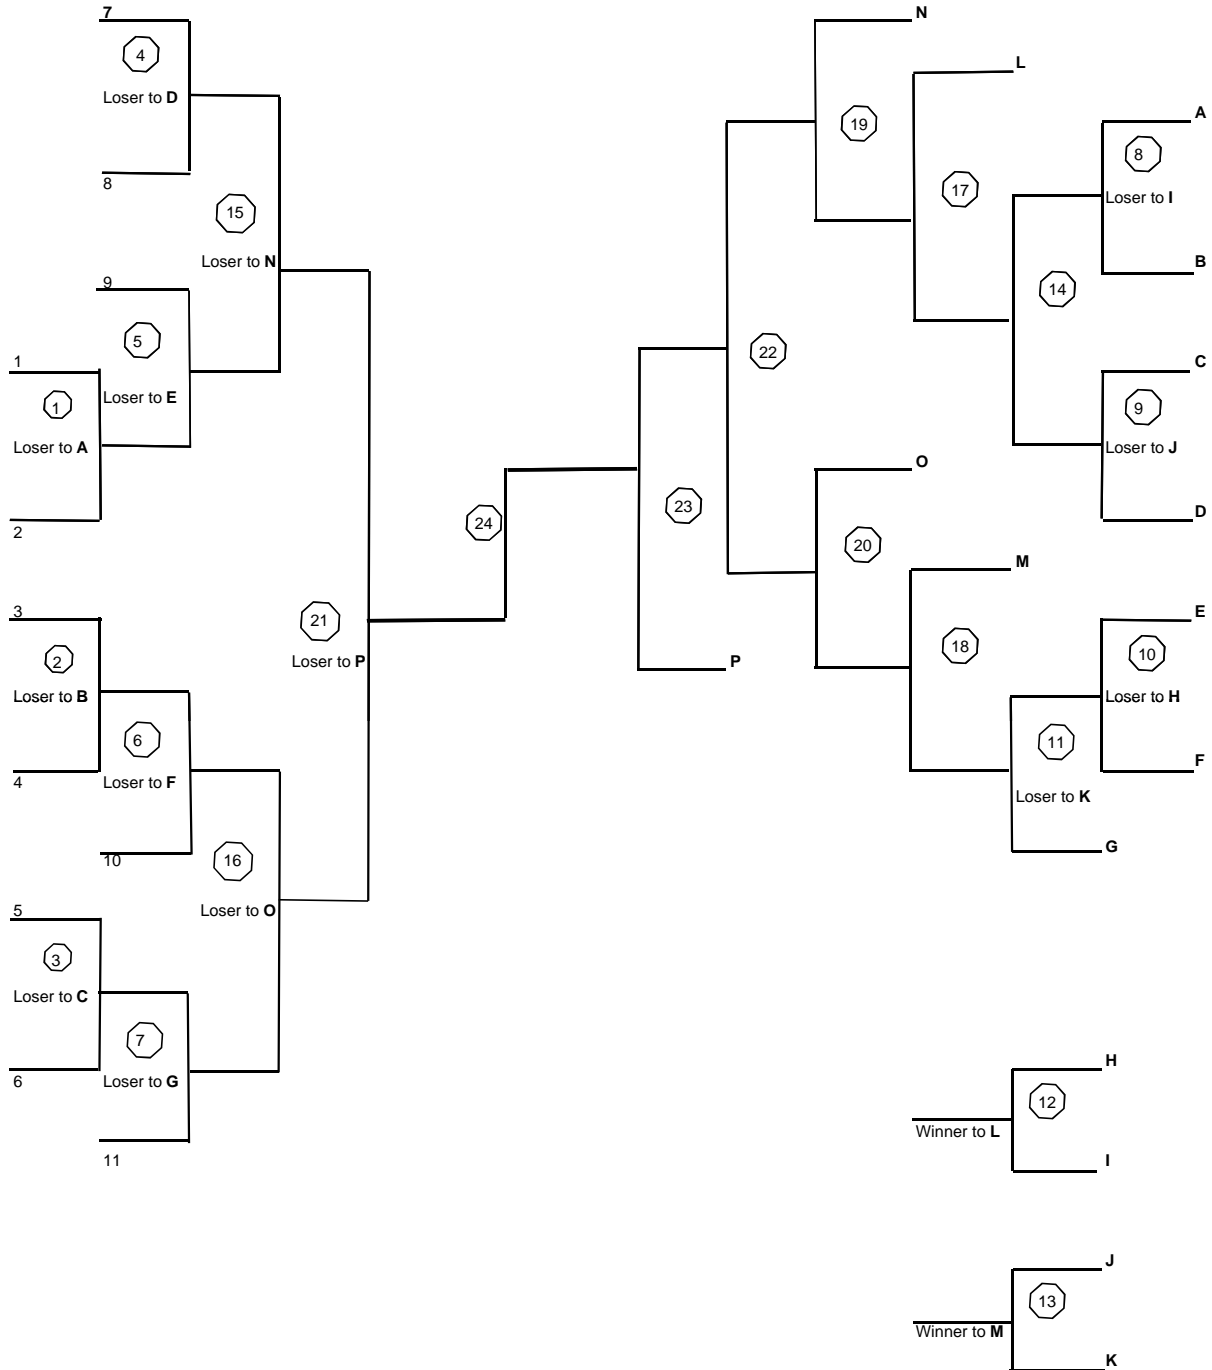 7
4
Loser to D
8
15
Loser to N
9
5
1
Loser to E
1
Loser to A
2
3
2
Loser to B
6
4
Loser to F
10
16
5
Loser to O
3
Loser to C
7
6
Loser to G
11
21
Loser to P
24
N
L
19
A
8
17
Loser to I
B
14
22
C
9
Loser to J
O
23
D
20
M
E
18
10
P
Loser to H
11
F
Loser to K
G
H
12
Winner to L
I
J
13
Winner to M
K